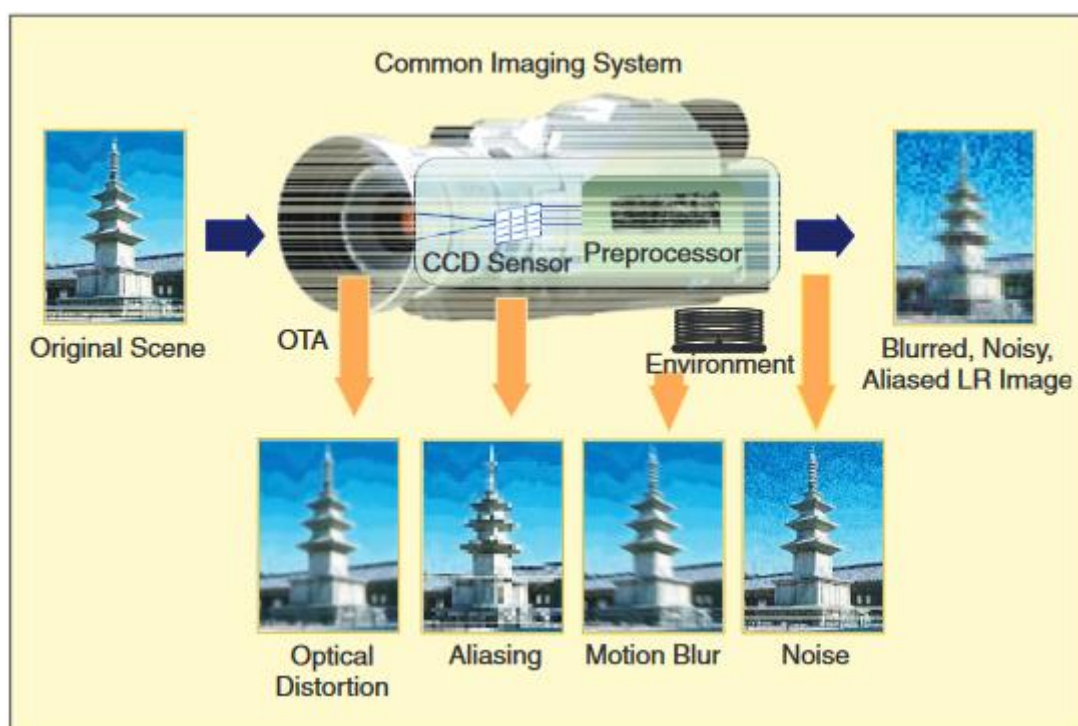 Common Imaging System
CCD Sensor
Preprocessor
Original Scene
OTA
Environment
Blurred, Noisy,
Aliased LR Image
Optical
Distortion
Aliasing
Motion Blur
Noise